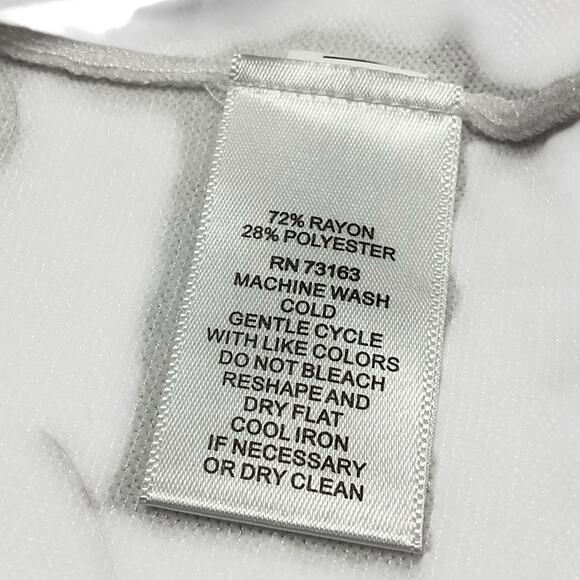 72% RAYON
28% POLYESTER
RN 73163
MACHINE WASH
COLD
GENTLE CYCLE
WITH LIKE COLORS
DO NOT BLEACH
RESHAPE AND
DRY FLAT
COOL IRON
IF NECESSARY
OR DRY CLEAN